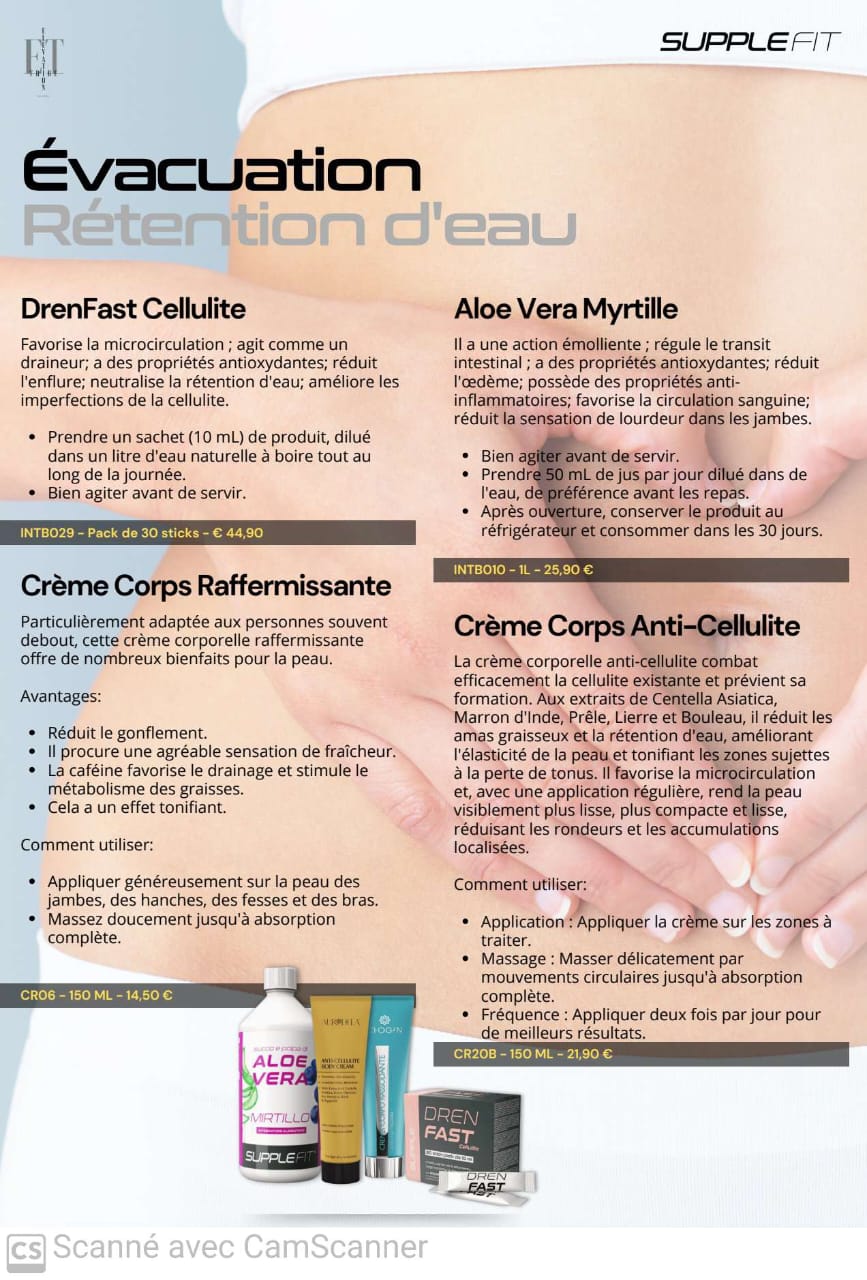 SUPPLEFIT
ET
ELEVATION
Évacuation
Rétention d'eau
DrenFast Cellulite
Favorise la microcirculation ; agit comme un
draineur; a des propriétés antioxydantes; réduit
l'enflure; neutralise la rétention d'eau; améliore les
imperfections de la cellulite.
• Prendre un sachet (10 mL) de produit, dilué
dans un litre d'eau naturelle à boire tout au
long de la journée.
• Bien agiter avant de servir.
INTB029 - Pack de 30 sticks - € 44,90
Crème Corps Raffermissante
Particulièrement adaptée aux personnes souvent
debout, cette crème corporelle raffermissante
offre de nombreux bienfaits pour la peau.
Avantages:
• Réduit le gonflement.
• Il procure une agréable sensation de fraîcheur.
• La caféine favorise le drainage et stimule le
métabolisme des graisses.
• Cela a un effet tonifiant.
Comment utiliser:
• Appliquer généreusement sur la peau des
jambes, des hanches, des fesses et des bras.
• Massez doucement jusqu'à absorption
complète.
CR06 - 150 ML - 14,50 €
Aloe Vera Myrtille
Il a une action émolliente ; régule le transit
intestinal ; a des propriétés antioxydantes; réduit
l'œdème; possède des propriétés anti-
inflammatoires; favorise la circulation sanguine;
réduit la sensation de lourdeur dans les jambes.
• Bien agiter avant de servir.
• Prendre 50 mL de jus par jour dilué dans de
l'eau, de préférence avant les repas.
• Après ouverture, conserver le produit au
réfrigérateur et consommer dans les 30 jours.
INTB010 - 1L - 25,90 €
Crème Corps Anti-Cellulite
La crème corporelle anti-cellulite combat
efficacement la cellulite existante et prévient sa
formation. Aux extraits de Centella Asiatica,
Marron d'Inde, Prêle, Lierre et Bouleau, il réduit les
amas graisseux et la rétention d'eau, améliorant
l'élasticité de la peau et tonifiant les zones sujettes
à la perte de tonus. Il favorise la microcirculation
et, avec une application régulière, rend la peau
visiblement plus lisse, plus compacte et lisse,
réduisant les rondeurs et les accumulations
localisées.
Comment utiliser:
• Application : Appliquer la crème sur les zones à
traiter.
• Massage : Masser délicatement par
mouvements circulaires jusqu'à absorption
complète.
• Fréquence : Appliquer deux fois par jour pour
de meilleurs résultats.
CR20B - 150 ML - 21,90 €
succo e polpa di
ALOE
VERA
MIRTILLO
SUPPLEFIT
ANTI-CELLULITE
BODY CREAM
CREMA CORPO RASSODANTE
DREN
FAST
Cellulite
DREN
FAST
CS Scanné avec CamScanner